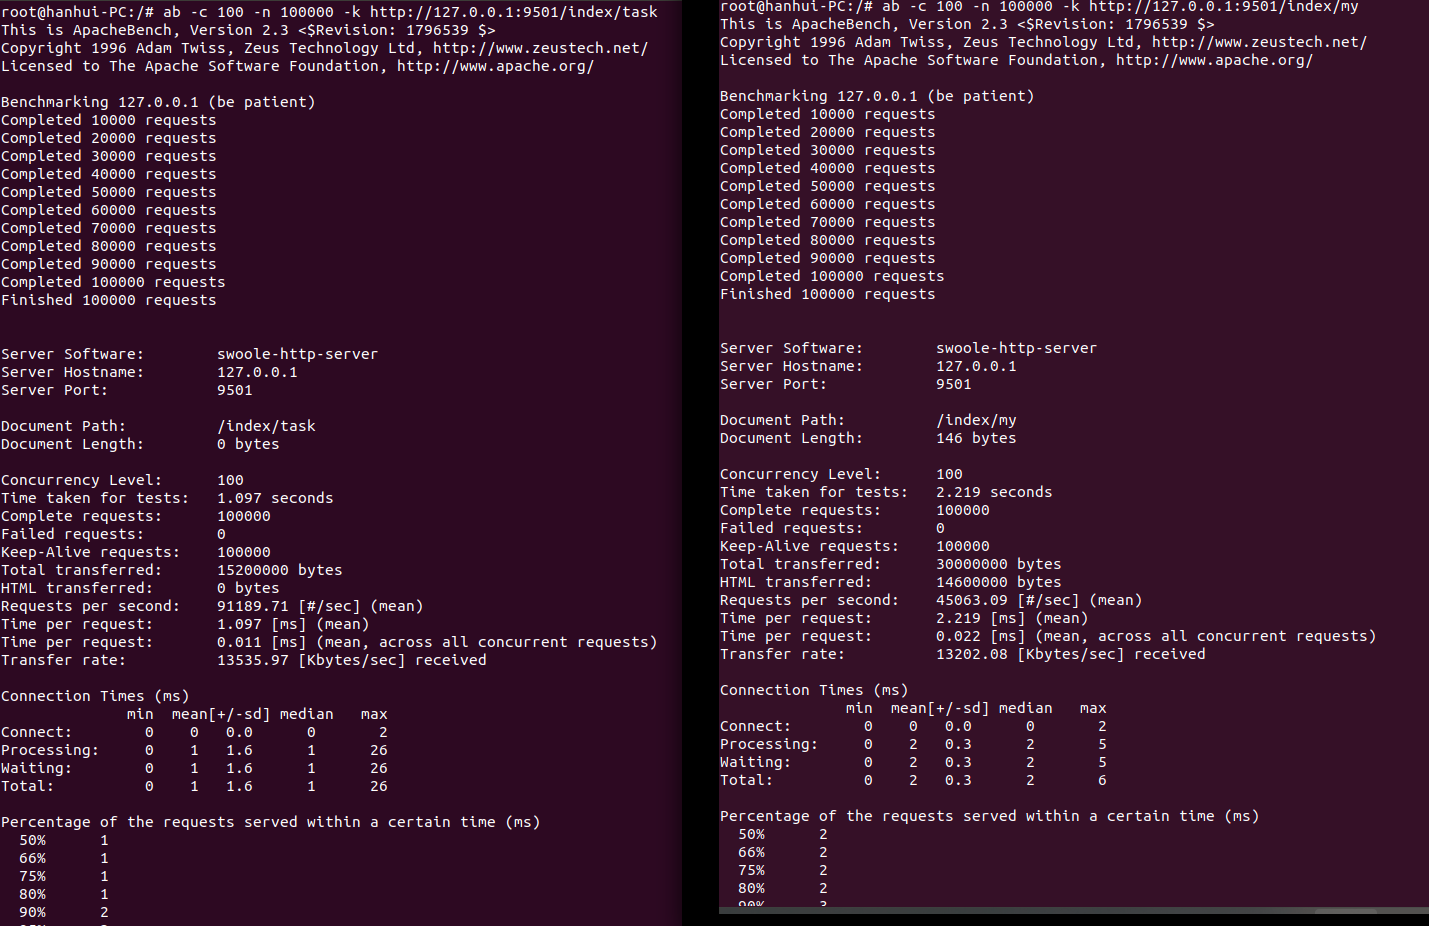 root@hanhui-PC:/# ab -c 100 -n 100000 -k http://127.0.0.1:9501/index/task
This is ApacheBench, Version 2.3 <$Revision: 1796539 $>
Copyright 1996 Adam Twiss, Zeus Technology Ltd, http://www.zeustech.net/
Licensed to The Apache Software Foundation, http://www.apache.org/

Benchmarking 127.0.0.1 (be patient)
Completed 10000 requests
Completed 20000 requests
Completed 30000 requests
Completed 40000 requests
Completed 50000 requests
Completed 60000 requests
Completed 70000 requests
Completed 80000 requests
Completed 90000 requests
Completed 100000 requests
Finished 100000 requests

Server Software:        swoole-http-server
Server Hostname:        127.0.0.1
Server Port:            9501

Document Path:          /index/task
Document Length:        0 bytes

Concurrency Level:      100
Time taken for tests:   1.097 seconds
Complete requests:      100000
Failed requests:        0
Keep-Alive requests:    100000
Total transferred:      15200000 bytes
HTML transferred:       0 bytes
Requests per second:    91189.71 [#/sec] (mean)
Time per request:       1.097 [ms] (mean)
Time per request:       0.011 [ms] (mean, across all concurrent requests)
Transfer rate:          13535.97 [Kbytes/sec] received

Connection Times (ms)
              min  mean[+/-sd] median   max
Connect:        0    0   0.0      0       2
Processing:     0    1   1.6      1      26
Waiting:        0    1   1.6      1      26
Total:          0    1   1.6      1      26

Percentage of the requests served within a certain time (ms)
  50%      1
  66%      1
  75%      1
  80%      1
  90%      2

root@hanhui-PC:/# ab -c 100 -n 100000 -k http://127.0.0.1:9501/index/my
This is ApacheBench, Version 2.3 <$Revision: 1796539 $>
Copyright 1996 Adam Twiss, Zeus Technology Ltd, http://www.zeustech.net/
Licensed to The Apache Software Foundation, http://www.apache.org/

Benchmarking 127.0.0.1 (be patient)
Completed 10000 requests
Completed 20000 requests
Completed 30000 requests
Completed 40000 requests
Completed 50000 requests
Completed 60000 requests
Completed 70000 requests
Completed 80000 requests
Completed 90000 requests
Completed 100000 requests
Finished 100000 requests

Server Software:        swoole-http-server
Server Hostname:        127.0.0.1
Server Port:            9501

Document Path:          /index/my
Document Length:        146 bytes

Concurrency Level:      100
Time taken for tests:   2.219 seconds
Complete requests:      100000
Failed requests:        0
Keep-Alive requests:    100000
Total transferred:      30000000 bytes
HTML transferred:       14600000 bytes
Requests per second:    45063.09 [#/sec] (mean)
Time per request:       2.219 [ms] (mean)
Time per request:       0.022 [ms] (mean, across all concurrent requests)
Transfer rate:          13202.08 [Kbytes/sec] received

Connection Times (ms)
              min  mean[+/-sd] median   max
Connect:        0    0   0.0      0       2
Processing:     0    2   0.3      2       5
Waiting:        0    2   0.3      2       5
Total:          0    2   0.3      2       6

Percentage of the requests served within a certain time (ms)
  50%      2
  66%      2
  75%      2
  80%      2